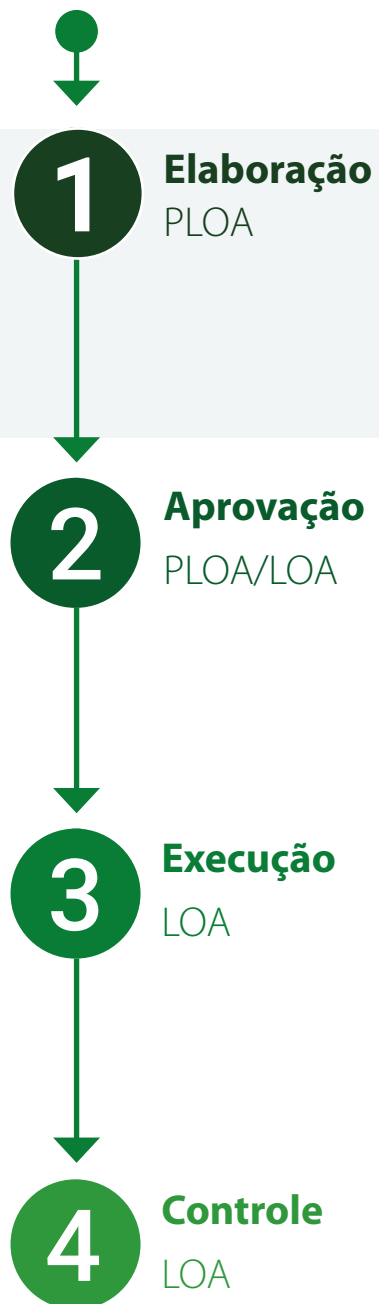 1
Elaboração
PLOA
2
Aprovação
PLOA/LOA
3
Execução
LOA
4
Controle
LOA